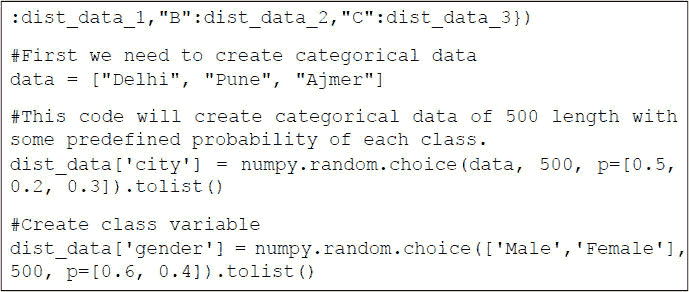 :dist_data_1,"B":dist_data_2,"C":dist_data_3})
#First we need to create categorical data
data = ["Delhi", "Pune", "Ajmer"]
#This code will create categorical data of 500 length with
some predefined probability of each class.
dist_data['city'] = numpy.random.choice(data, 500, p=[0.5,
0.2, 0.3]).tolist()
#Create class variable
dist_data['gender'] = numpy.random.choice(['Male','Female'],
500, p=[0.6, 0.4]).tolist()